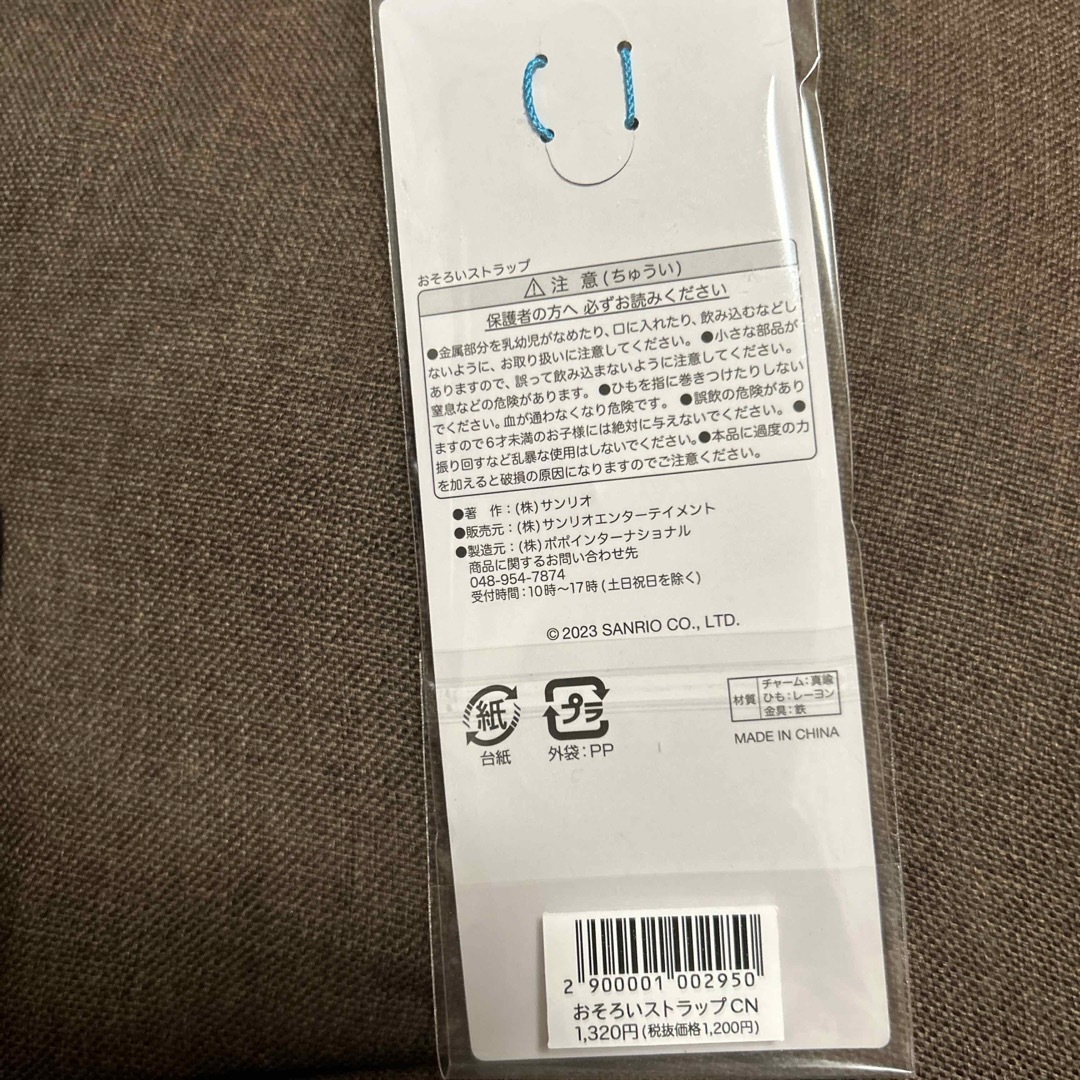 おそろいストラップ
⚠注 意(ちゅうい)
保護者の方へ 必ずお読みください
●金属部分を乳幼児がなめたり、口に入れたり、飲み込むなどし
ないように、お取り扱いに注意してください。 ●小さな部品が
ありますので、誤って飲み込まないように注意してください。
窒息などの危険があります。 ●ひもを指に巻きつけたりしない
でください。血が通わなくなり危険です。 ●誤飲の危険があり
ますので6才未満のお子様には絶対に与えないでください。 ●
振り回すなど乱暴な使用はしないでください。●本品に過度の力
を加えると破損の原因になりますのでご注意ください。
●著 作：(株)サンリオ
●販売元：(株)サンリオエンターテイメント
●製造元：(株)ポポインターナショナル
商品に関するお問い合わせ先
048-954-7874
受付時間：10時〜17時(土日祝日を除く)
© 2023 SANRIO CO., LTD.
紙
台紙
プラ
外袋：PP
材質
チャーム：真鍮
ひも：レーヨン
金具：鉄
MADE IN CHINA
2 900001 002950
おそろいストラップCN
1,320円(税抜価格1,200円)